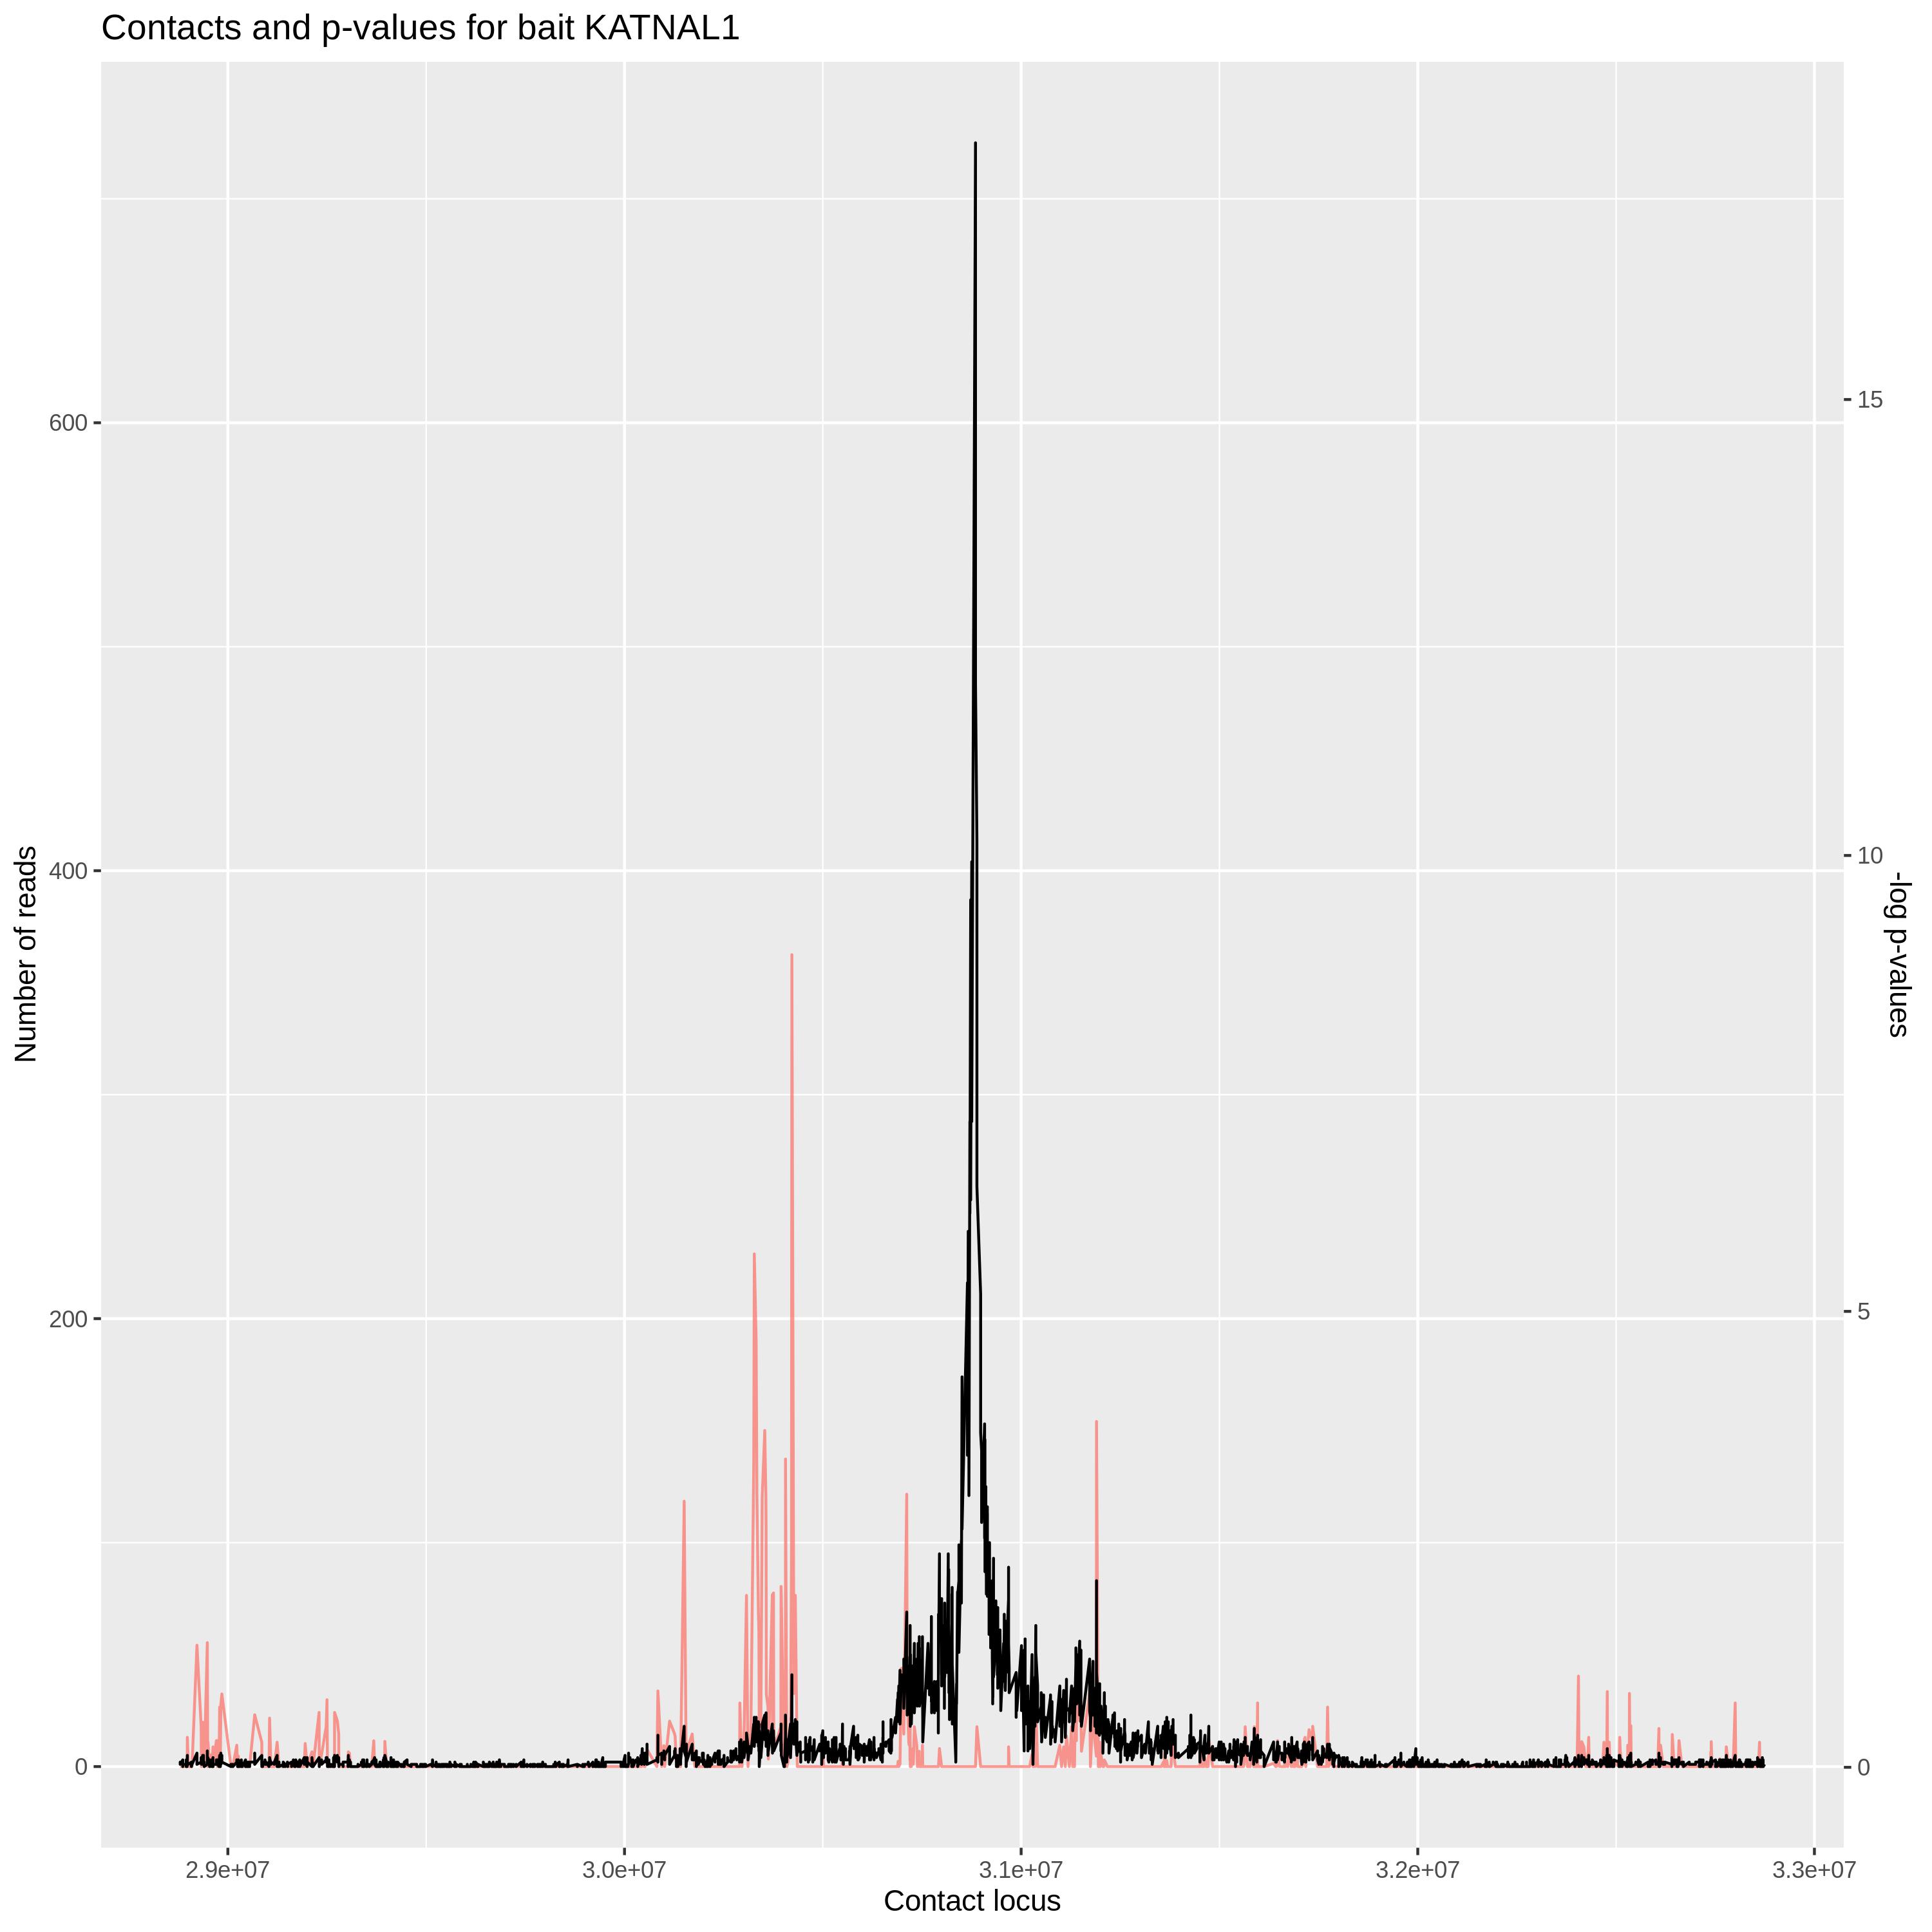 Contacts and p-values for bait KATNAL1
600
400
200
0
15
10
5
0
Number of reads
-log p-values
2.9e+07 3.0e+07 3.1e+07 3.2e+07 3.3e+07
Contact locus